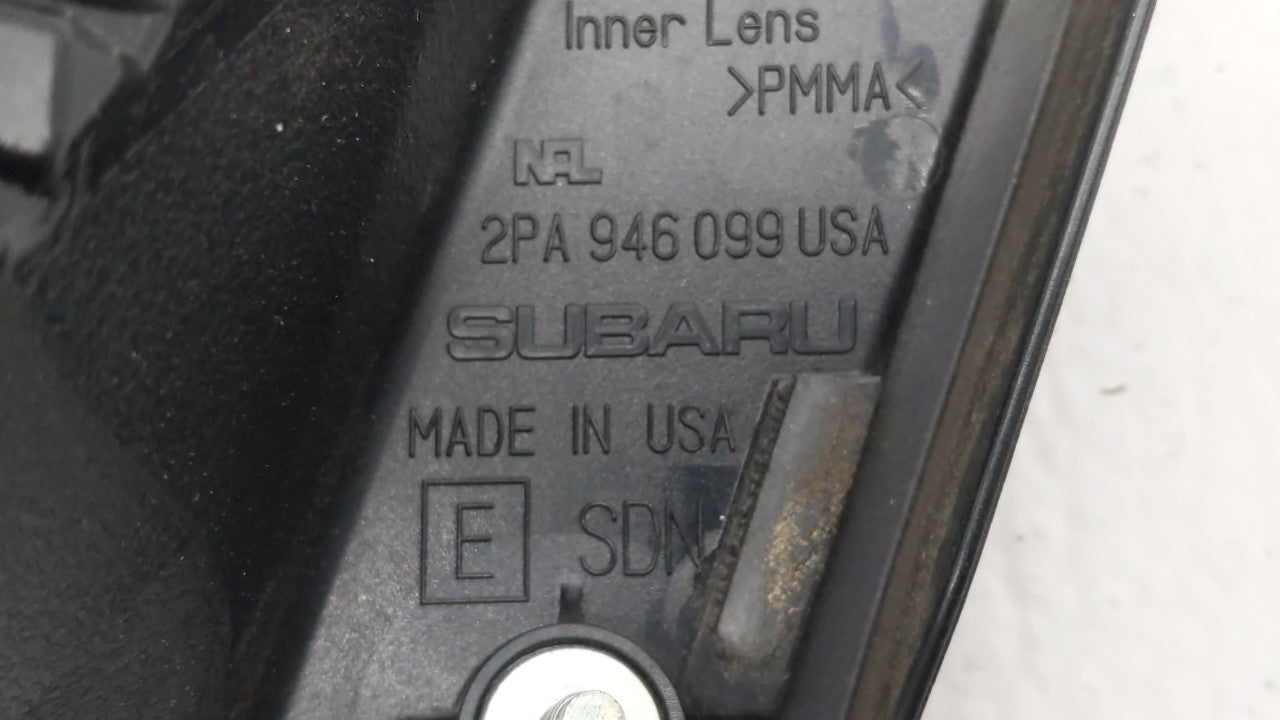 Inner Lens
>PMMA<
NAL
2PA 946 099 USA
SUBARU
MADE IN USA
E SDN